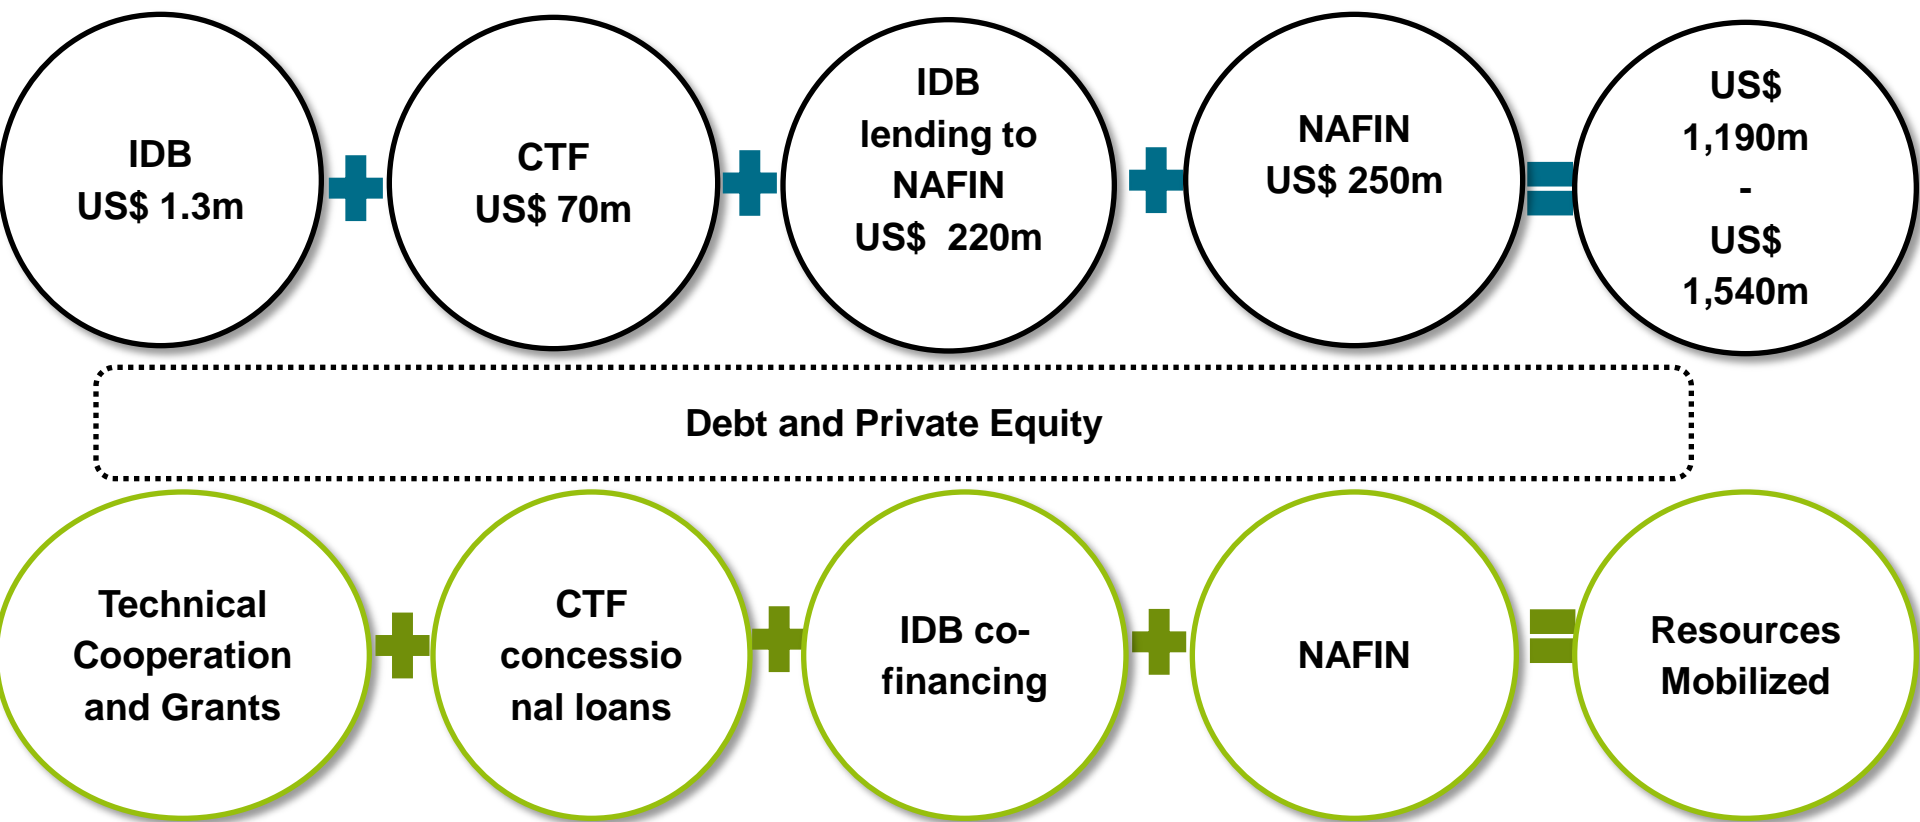 IDB
US$ 1.3m
CTF
US$ 70m
IDB
lending to
NAFIN
US$ 220m
NAFIN
US$ 250m
US$
1,190m
-
US$
1,540m
Debt and Private Equity
Technical
Cooperation
and Grants
CTF
concessio
nal loans
IDB co-
financing
NAFIN
Resources
Mobilized